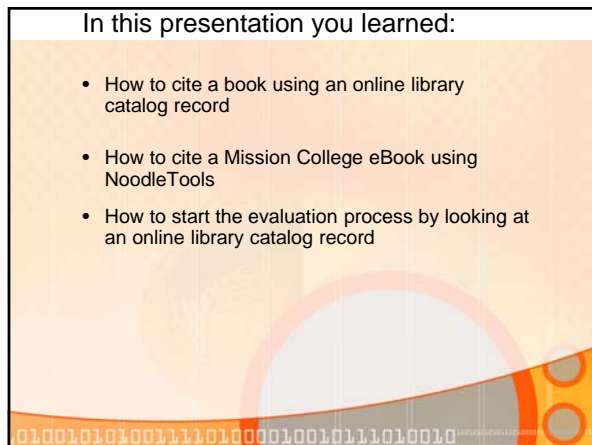 In this presentation you learned:
• How to cite a book using an online library
catalog record
• How to cite a Mission College eBook using
NoodleTools
• How to start the evaluation process by looking at
an online library catalog record